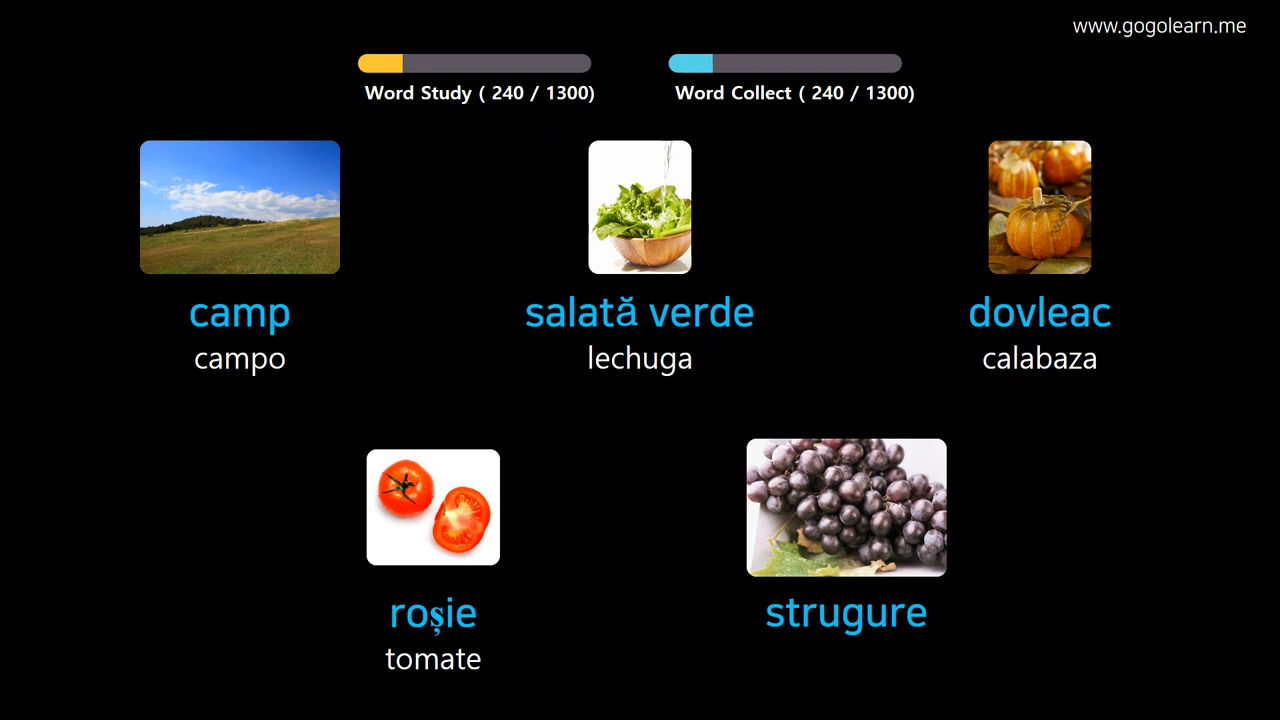 www.gogolearn.me
Word Study ( 240 / 1300)
Word Collect ( 240 / 1300)
camp
campo
salată verde
lechuga
dovleac
calabaza
roșie
tomate
strugure